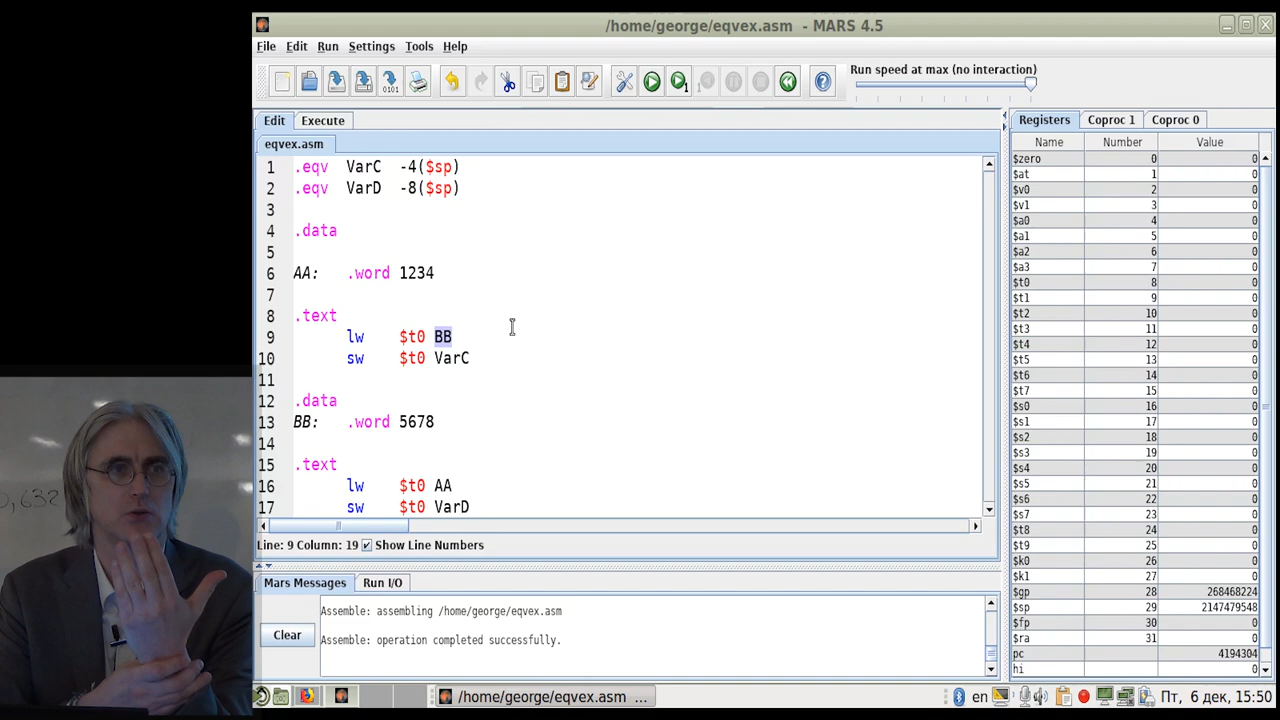 /home/george/eqvex.asm - MARS 4.5
File Edit Run Settings Tools Help
Run speed at max (no interaction)
Edit Execute
eqvex.asm
1 .eqv VarC -4($sp)
2 .eqv VarD -8($sp)
3
4 .data
5
6 AA: .word 1234
7
8 .text
9 lw $t0 BB
10 sw $t0 VarC
11
12 .data
13 BB: .word 5678
14
15 .text
16 lw $t0 AA
17 sw $t0 VarD
Line: 9 Column: 19 Show Line Numbers
Mars Messages Run I/O
Assemble: assembling /home/george/eqvex.asm
Assemble: operation completed successfully.
Clear
Registers Coproc 1 Coproc 0
Name Number Value
$zero 0 0
$at 1 0
$v0 2 0
$v1 3 0
$a0 4 0
$a1 5 0
$a2 6 0
$a3 7 0
$t0 8 0
$t1 9 0
$t2 10 0
$t3 11 0
$t4 12 0
$t5 13 0
$t6 14 0
$t7 15 0
$s0 16 0
$s1 17 0
$s2 18 0
$s3 19 0
$s4 20 0
$s5 21 0
$s6 22 0
$s7 23 0
$t8 24 0
$t9 25 0
$k0 26 0
$k1 27 0
$gp 28 268468224
$sp 29 2147479548
$fp 30 0
$ra 31 0
pc 4194304
hi 0
/home/george/eqvex.asm ...
en Пт, 6 дек, 15:50